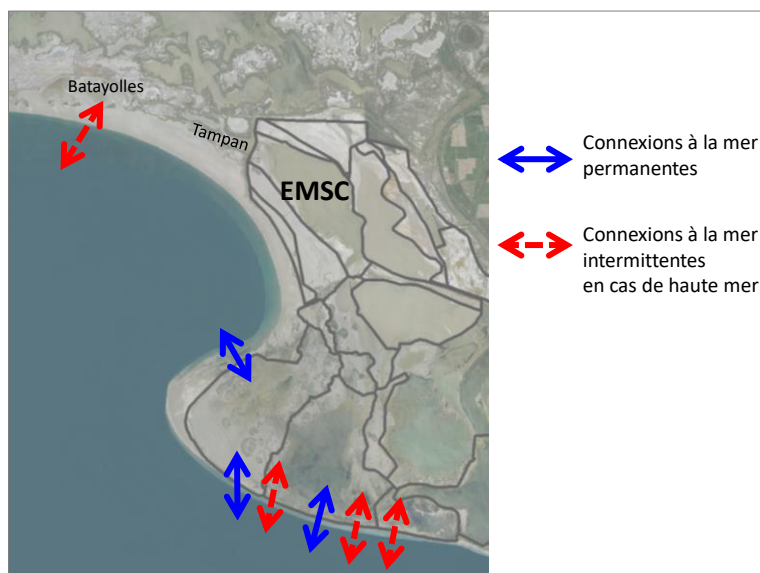 Batayolles
Tampan
EMSC
Connexions à la mer
permanentes
Connexions à la mer
intermittentes
en cas de haute mer